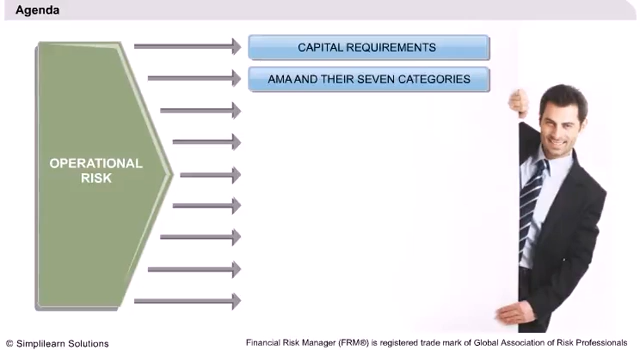 Agenda
CAPITAL REQUIREMENTS
AMA AND THEIR SEVEN CATEGORIES
OPERATIONAL
RISK
© Simplilearn Solutions
Financial Risk Manager (FRM®) is registered trade mark of Global Association of Risk Professionals